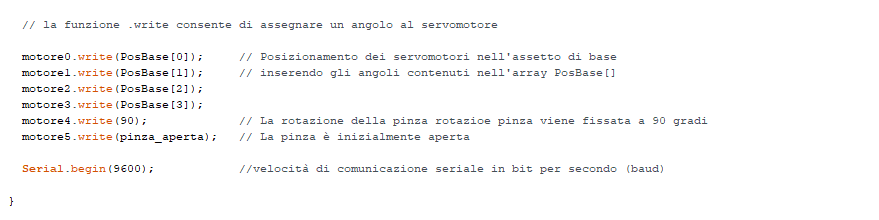 // la funzione .write consente di assegnare un angolo al servomotore
motore0.write(PosBase[0]); // Posizionamento dei servomotori nell'assetto di base
motore1.write(PosBase[1]); // inserendo gli angoli contenuti nell'array PosBase[]
motore2.write(PosBase[2]);
motore3.write(PosBase[3]);
motore4.write(90); // La rotazione della pinza rotazioe pinza viene fissata a 90 gradi
motore5.write(pinza_aperta); // La pinza è inizialmente aperta
Serial.begin(9600); //velocità di comunicazione seriale in bit per secondo (baud)
}